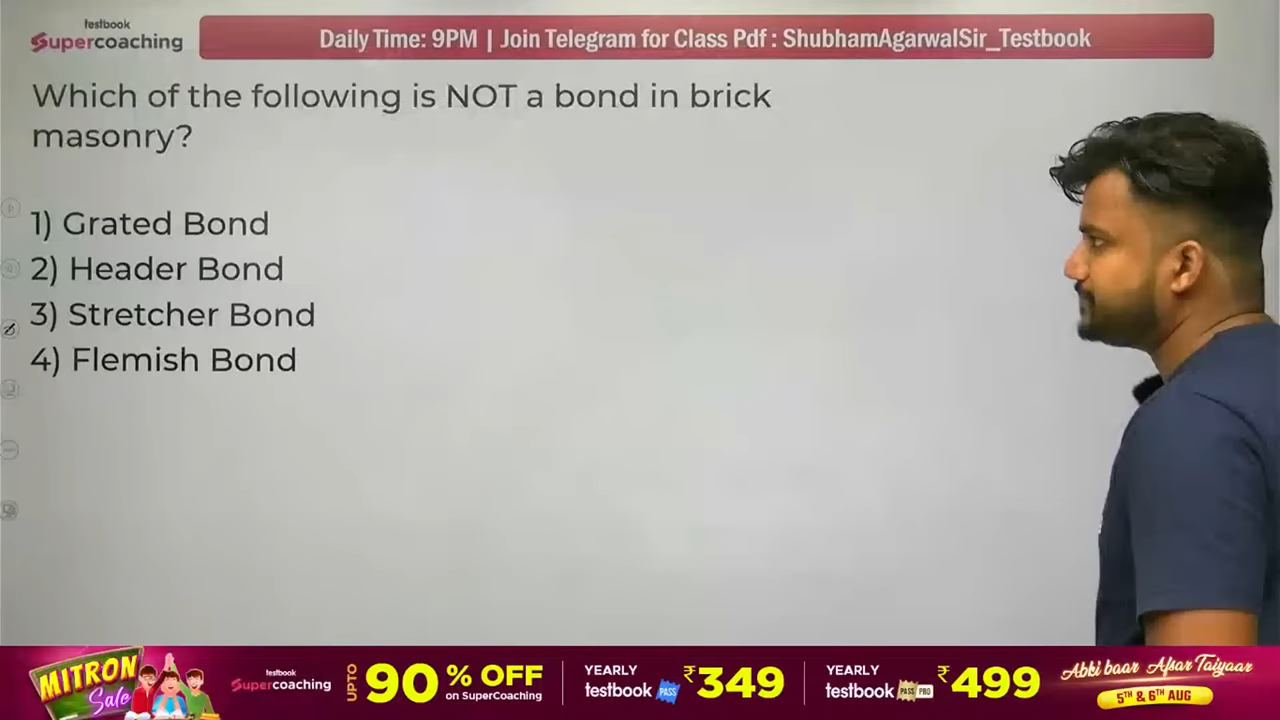 testbook
Supercoaching
Daily Time: 9PM | Join Telegram for Class Pdf : ShubhamAgarwalSir_Testbook
Which of the following is NOT a bond in brick
masonry?
1) Grated Bond
2) Header Bond
3) Stretcher Bond
4) Flemish Bond
MITRON
Sale
testbook
Supercoaching
UPTO 90 % OFF
on SuperCoaching
YEARLY
testbook PASS
₹349
YEARLY
testbook PASS PRO
₹499
Abki baar Afsar Taiyaar
5TH & 6TH AUG